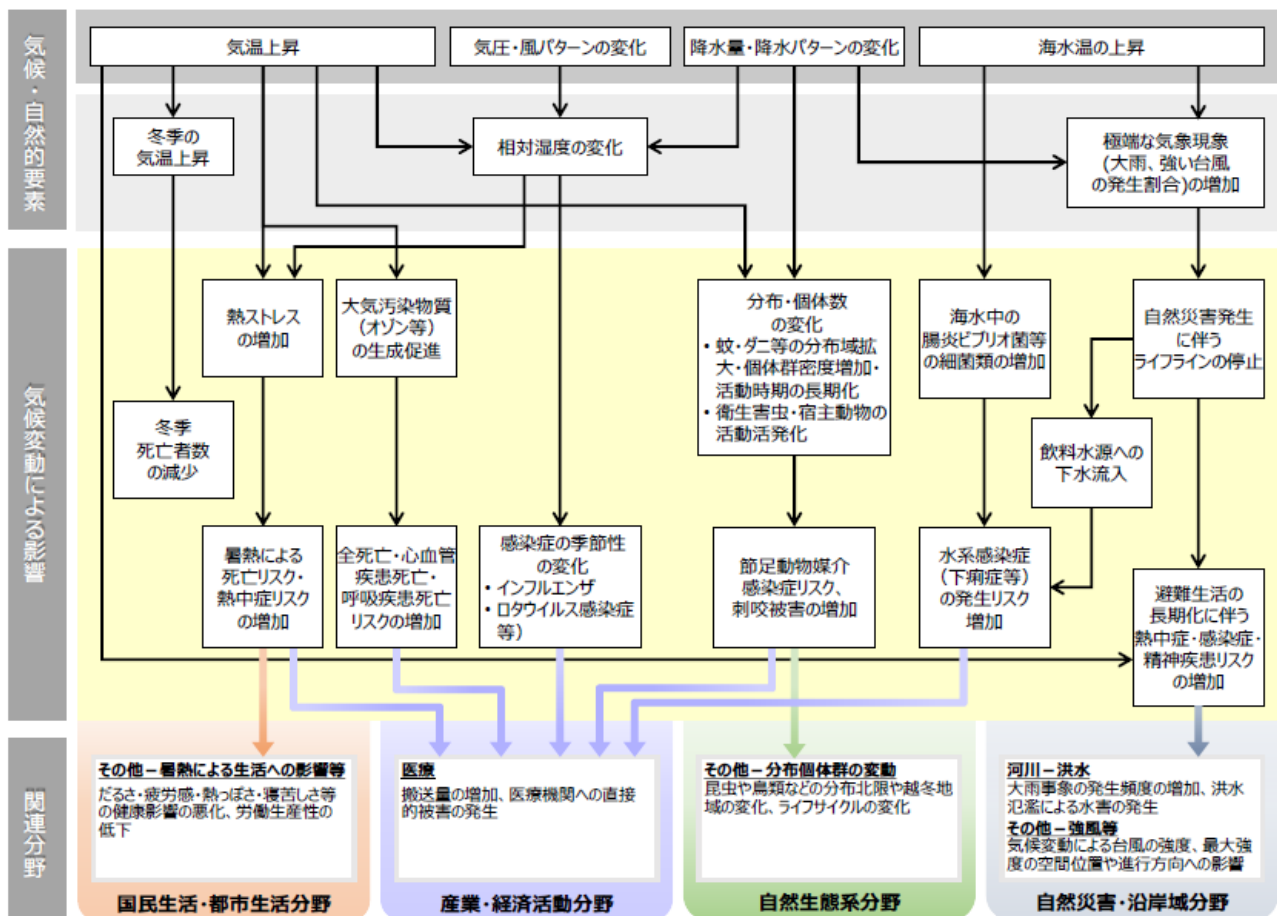 気候・自然的要素
気温上昇
気圧・風パターンの変化
降水量・降水パターンの変化
海水温の上昇
冬季の
気温上昇
相対湿度の変化
極端な気象現象
(大雨、強い台風
の発生割合)の増加
気候変動による影響
熱ストレス
の増加
大気汚染物質
(オゾン等)
の生成促進
分布・個体数
の変化
• 蚊・ダニ等の分布域拡
大・個体群密度増加・
活動時期の長期化
• 衛生害虫・宿主動物の
活動活発化
海水中の
腸炎ビブリオ菌等
の細菌類の増加
自然災害発生
に伴う
ライフラインの停止
冬季
死亡者数
の減少
飲料水源への
下水流入
暑熱による
死亡リスク・
熱中症リスク
の増加
全死亡・心血管
疾患死亡・
呼吸疾患死亡
リスクの増加
感染症の季節性
の変化
• インフルエンザ
• ロタウイルス感染症
等)
節足動物媒介
感染症リスク、
刺咬被害の増加
水系感染症
(下痢症等)
の発生リスク
増加
避難生活の
長期化に伴う
熱中症・感染症・
精神疾患リスク
の増加
関連分野
その他－暑熱による生活への影響等
だるさ・疲労感・熱っぽさ・寝苦しさ等
の健康影響の悪化、労働生産性の
低下
国民生活・都市生活分野
医療
搬送量の増加、医療機関への直接
的被害の発生
産業・経済活動分野
その他－分布個体群の変動
昆虫や鳥類などの分布北限や越冬地
域の変化、ライフサイクルの変化
自然生態系分野
河川－洪水
大雨事象の発生頻度の増加、洪水
氾濫による水害の発生
その他－強風等
気候変動による台風の強度、最大強
度の空間位置や進行方向への影響
自然災害・沿岸域分野